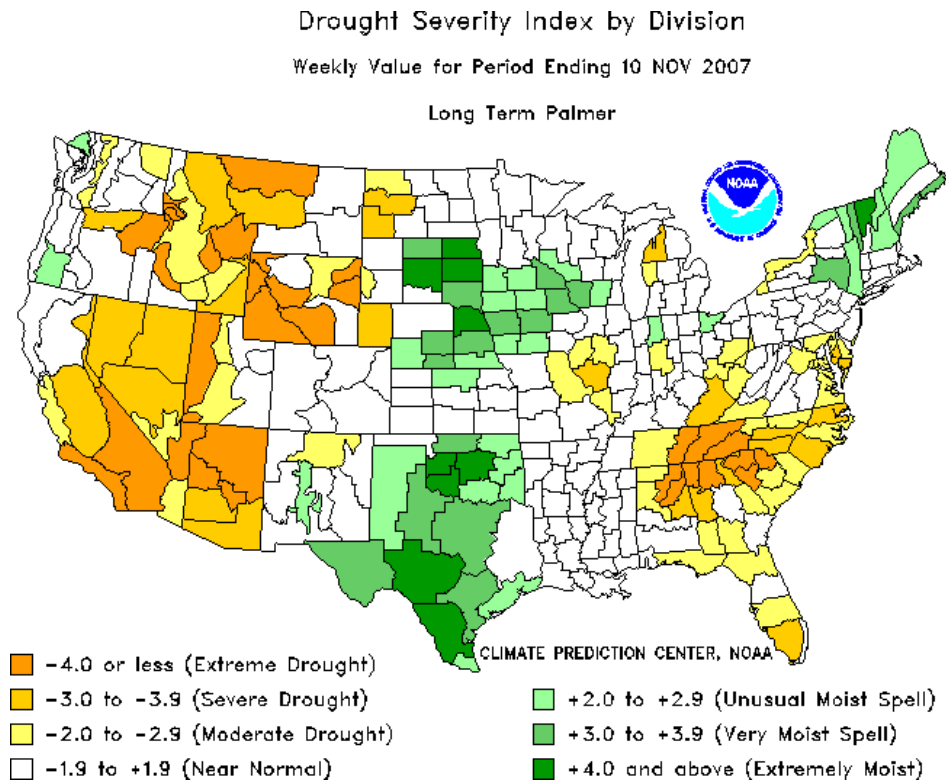 Drought Severity Index by Division
Weekly Value for Period Ending 10 NOV 2007
Long Term Palmer
NOAA
CLIMATE PREDICTION CENTER, NOAA
-4.0 or less (Extreme Drought)
-3.0 to -3.9 (Severe Drought)
-2.0 to -2.9 (Moderate Drought)
-1.9 to +1.9 (Near Normal)
+2.0 to +2.9 (Unusual Moist Spell)
+3.0 to +3.9 (Very Moist Spell)
+4.0 and above (Extremely Moist)